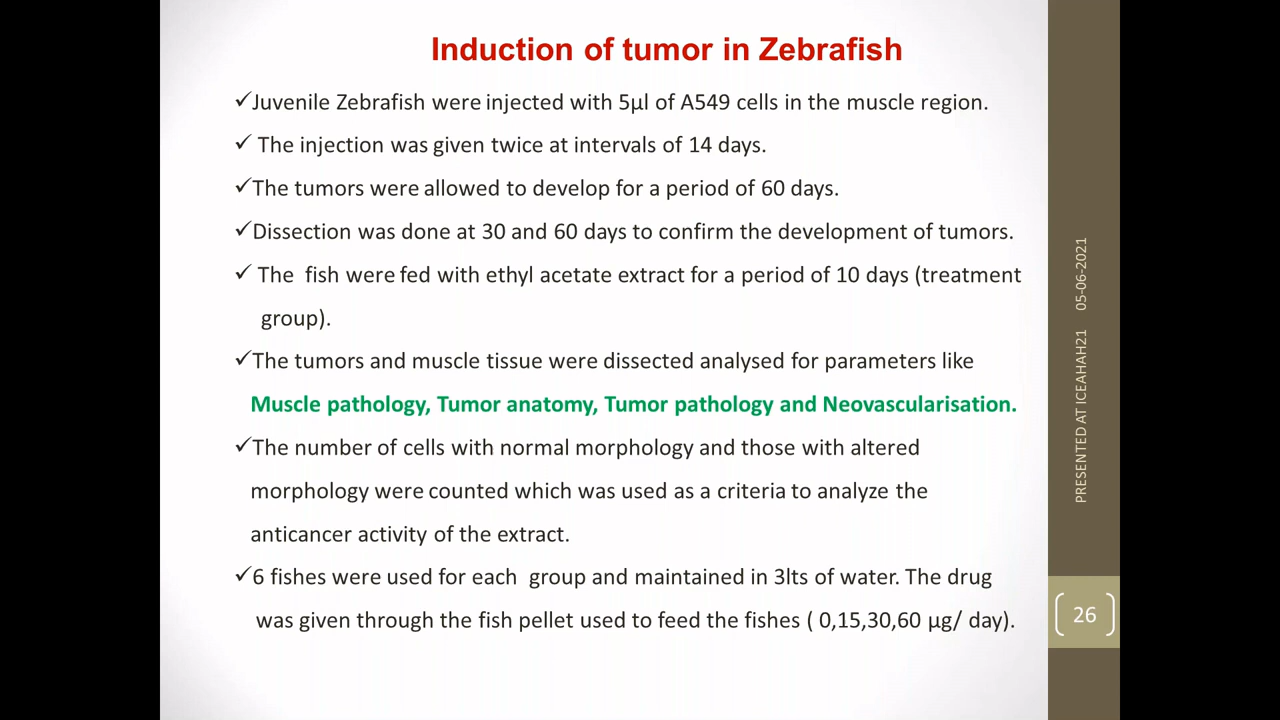 Induction of tumor in Zebrafish
✓Juvenile Zebrafish were injected with 5µl of A549 cells in the muscle region.
✓ The injection was given twice at intervals of 14 days.
✓The tumors were allowed to develop for a period of 60 days.
✓Dissection was done at 30 and 60 days to confirm the development of tumors.
✓ The fish were fed with ethyl acetate extract for a period of 10 days (treatment
group).
✓The tumors and muscle tissue were dissected analysed for parameters like
Muscle pathology, Tumor anatomy, Tumor pathology and Neovascularisation.
✓The number of cells with normal morphology and those with altered
morphology were counted which was used as a criteria to analyze the
anticancer activity of the extract.
✓6 fishes were used for each group and maintained in 3lts of water. The drug
was given through the fish pellet used to feed the fishes ( 0,15,30,60 µg/ day).
PRESENTED AT ICEAHAH21 05-06-2021
26